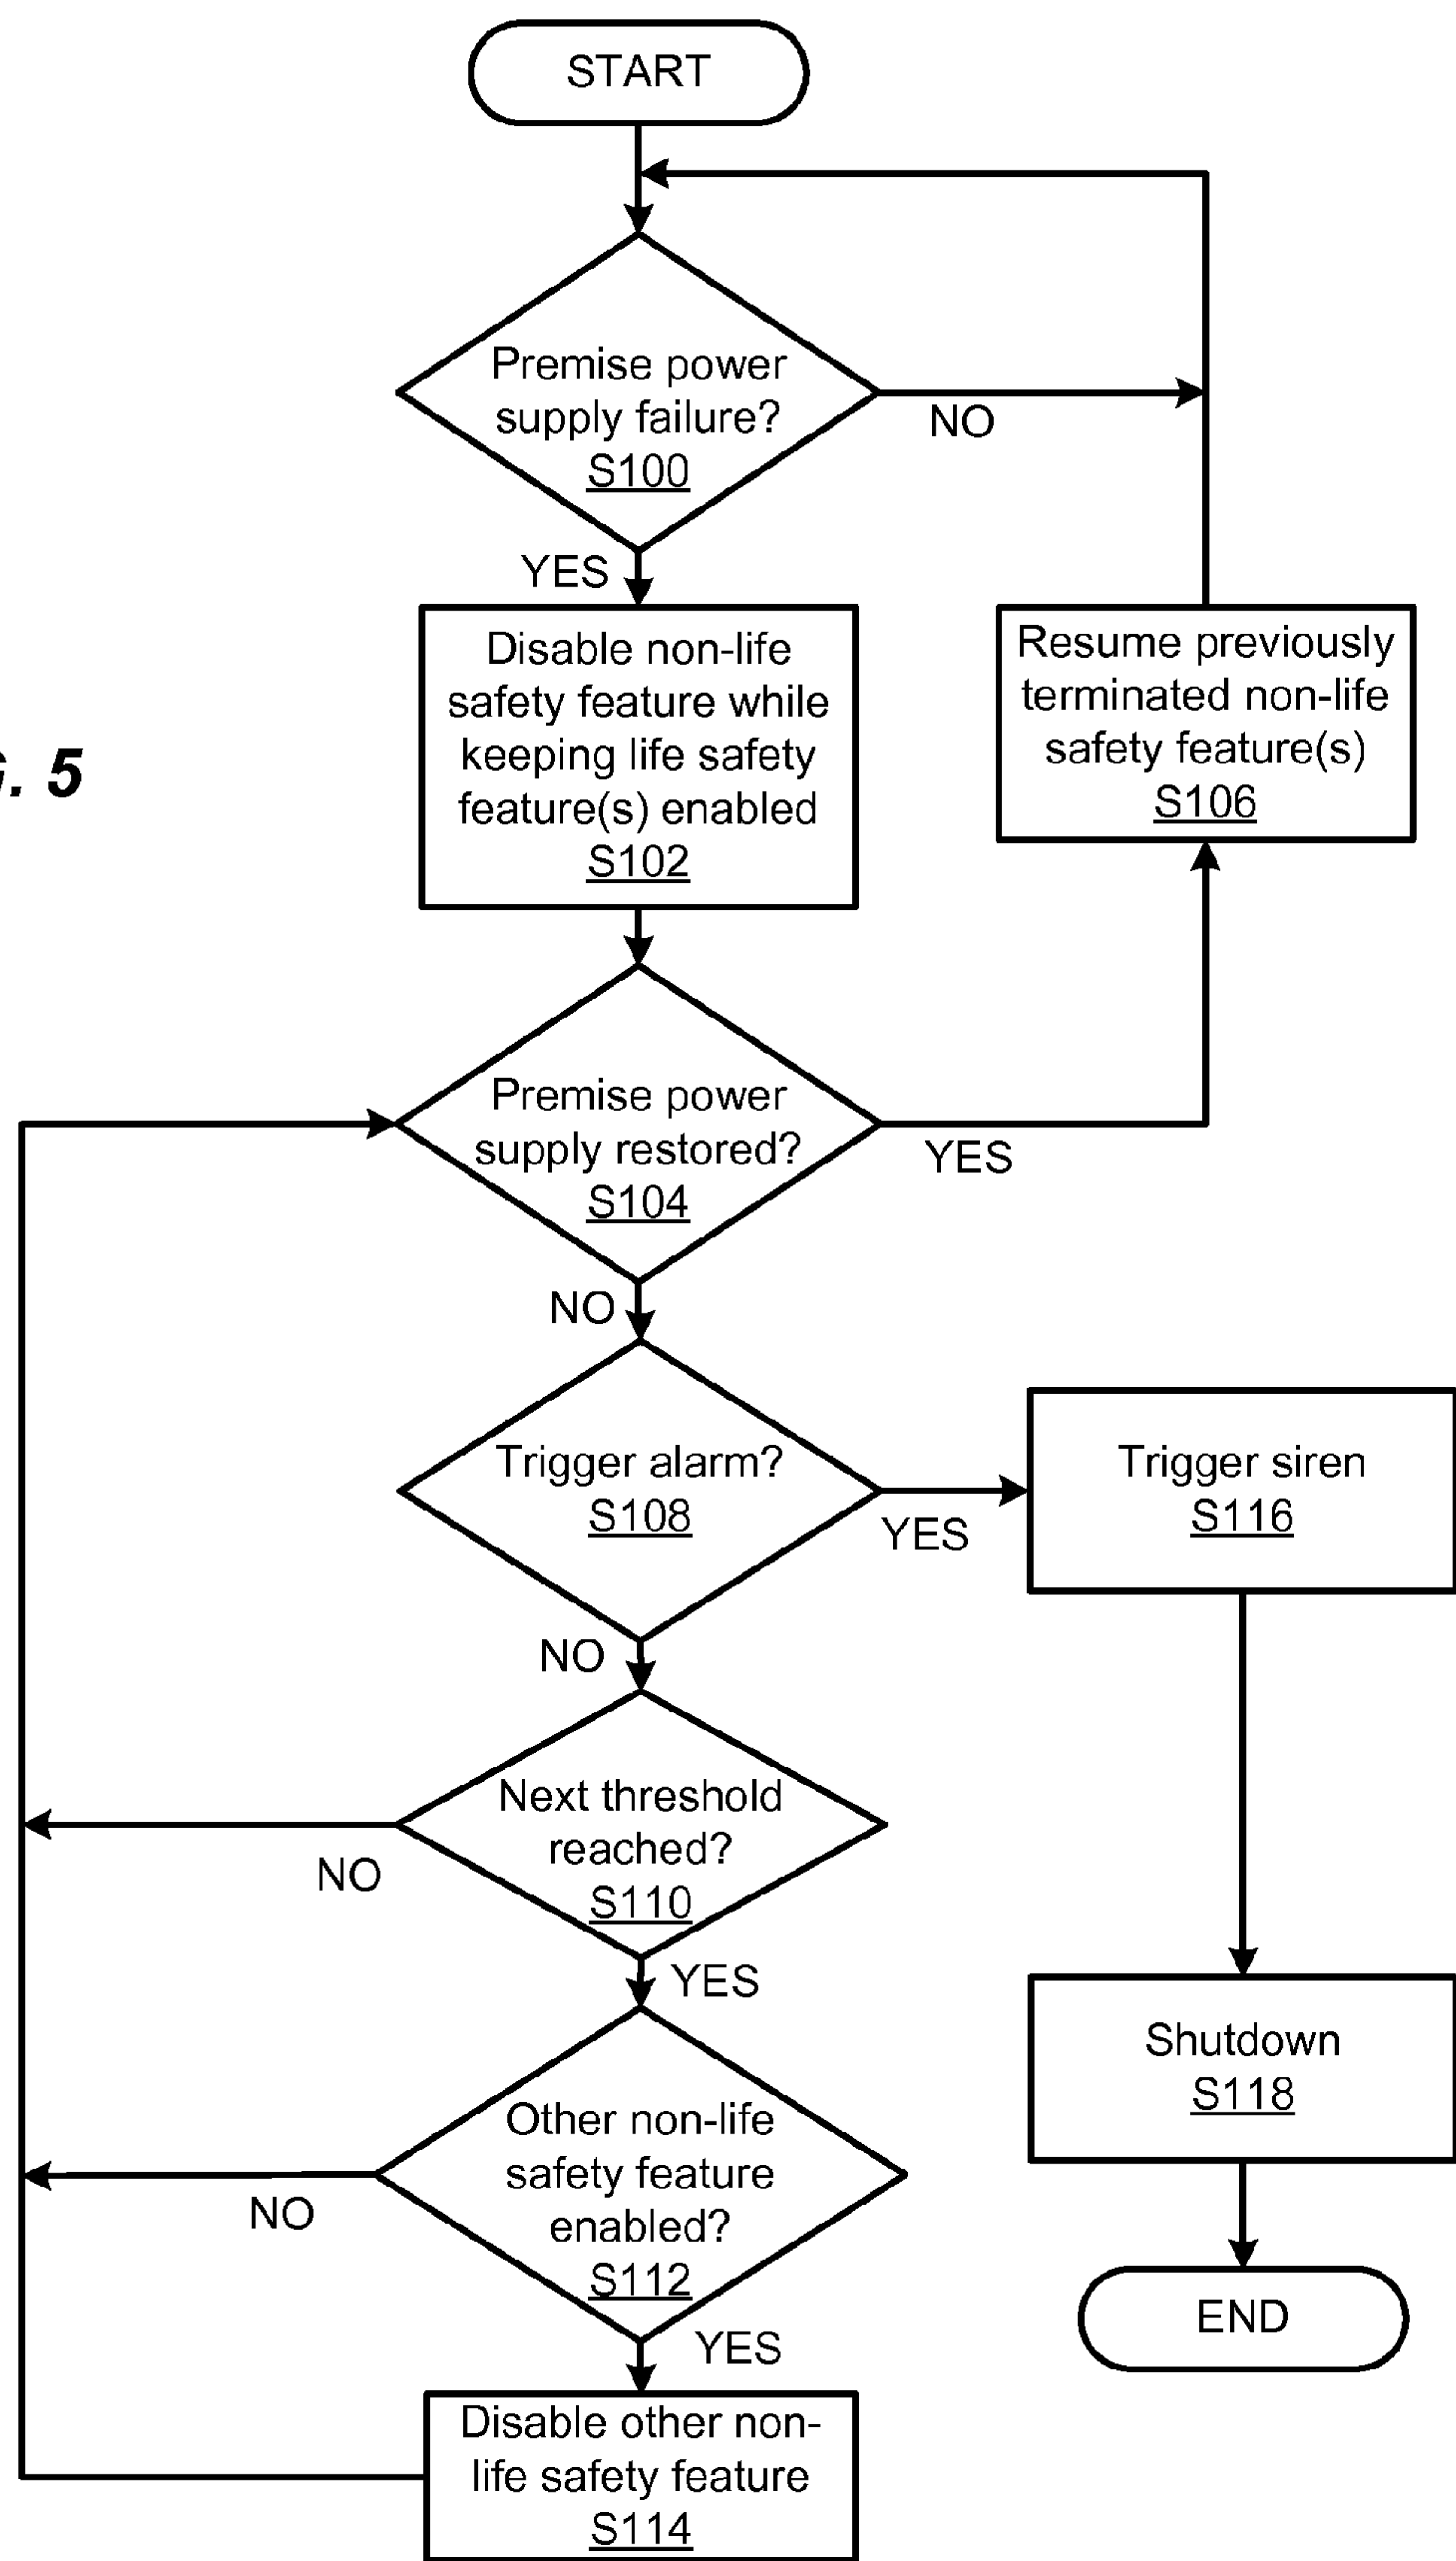 START
Premise power
supply failure?
S100
NO
YES
Disable non-life
safety feature while
keeping life safety
feature(s) enabled
S102
Resume previously
terminated non-life
safety feature(s)
S106
. 5
Premise power
supply restored?
S104
YES
NO
Trigger alarm?
S108
YES
Trigger siren
S116
NO
Next threshold
reached?
S110
NO
YES
Other non-life
safety feature
enabled?
S112
NO
YES
Shutdown
S118
END
Disable other non-
life safety feature
S114